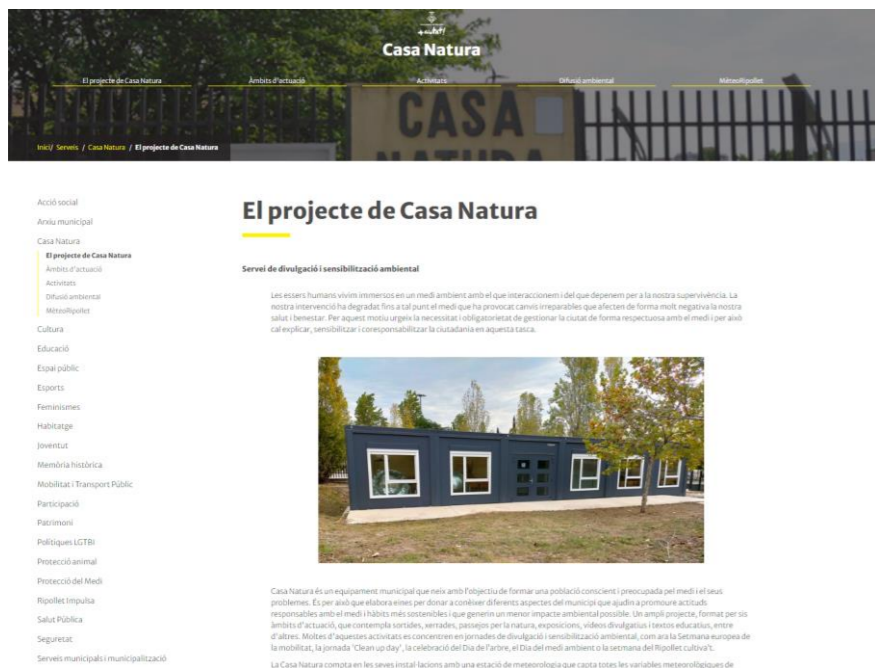 Casa Natura
El projecte de Casa Natura
Àmbits d'actuació
Activitats
Difusió ambiental
MeteoRipollet
CASA
NATURA
Inici/ Serveis / Casa Natura / El projecte de Casa Natura
Acció social
Arxiu municipal
Casa Natura
El projecte de Casa Natura
Àmbits d'actuació
Activitats
Difusió ambiental
MeteoRipollet
Cultura
Educació
Espai públic
Esports
Feminismes
Habitatge
Joventut
Memòria històrica
Mobilitat i Transport Públic
Participació
Patrimoni
Polítiques LGTBI
Protecció animal
Protecció del Medi
Ripollet Impulsa
Salut Pública
Seguretat
Serveis municipals i municipalització
El projecte de Casa Natura
Servei de divulgació i sensibilització ambiental
Les essers humans vivim immersos en un medi ambient amb el que interaccionem i del que depenem per a la nostra supervivència. La
nostra intervenció ha degradat fins a tal punt el medi que ha provocat canvis irreparables que afecten de forma molt negativa la nostra
salut i benestar. Per aquest motiu urgeix la necessitat i obligatorietat de gestionar la ciutat de forma respectuosa amb el medi i per això
cal explicar, sensibilitzar i coresponsabilitzar la ciutadania en aquesta tasca.
Casa Natura és un equipament municipal que neix amb l'objectiu de formar una població conscient i preocupada pel medi i el seus
problemes. És per això que elabora eines per donar a conèixer diferents aspectes del municipi que ajudin a promoure actituds
responsables amb el medi i hàbits més sostenibles i que generin un menor impacte ambiental possible. Un ampli projecte, format per sis
àmbits d'actuació, que contempla sortides, xerrades, passejos per la natura, exposicions, vídeos divulgatius i textos educatius, entre
d'altres. Moltes d'aquestes activitats es concentren en jornades de divulgació i sensibilització ambiental, com ara la Setmana europea de
la mobilitat, la jornada 'Clean up day', la celebració del Dia de l'arbre, el Dia del medi ambient o la setmana del Ripollet cultiva't.
La Casa Natura compta en les seves instal·lacions amb una estació de meteorologia que capta totes les variables meteorològiques de